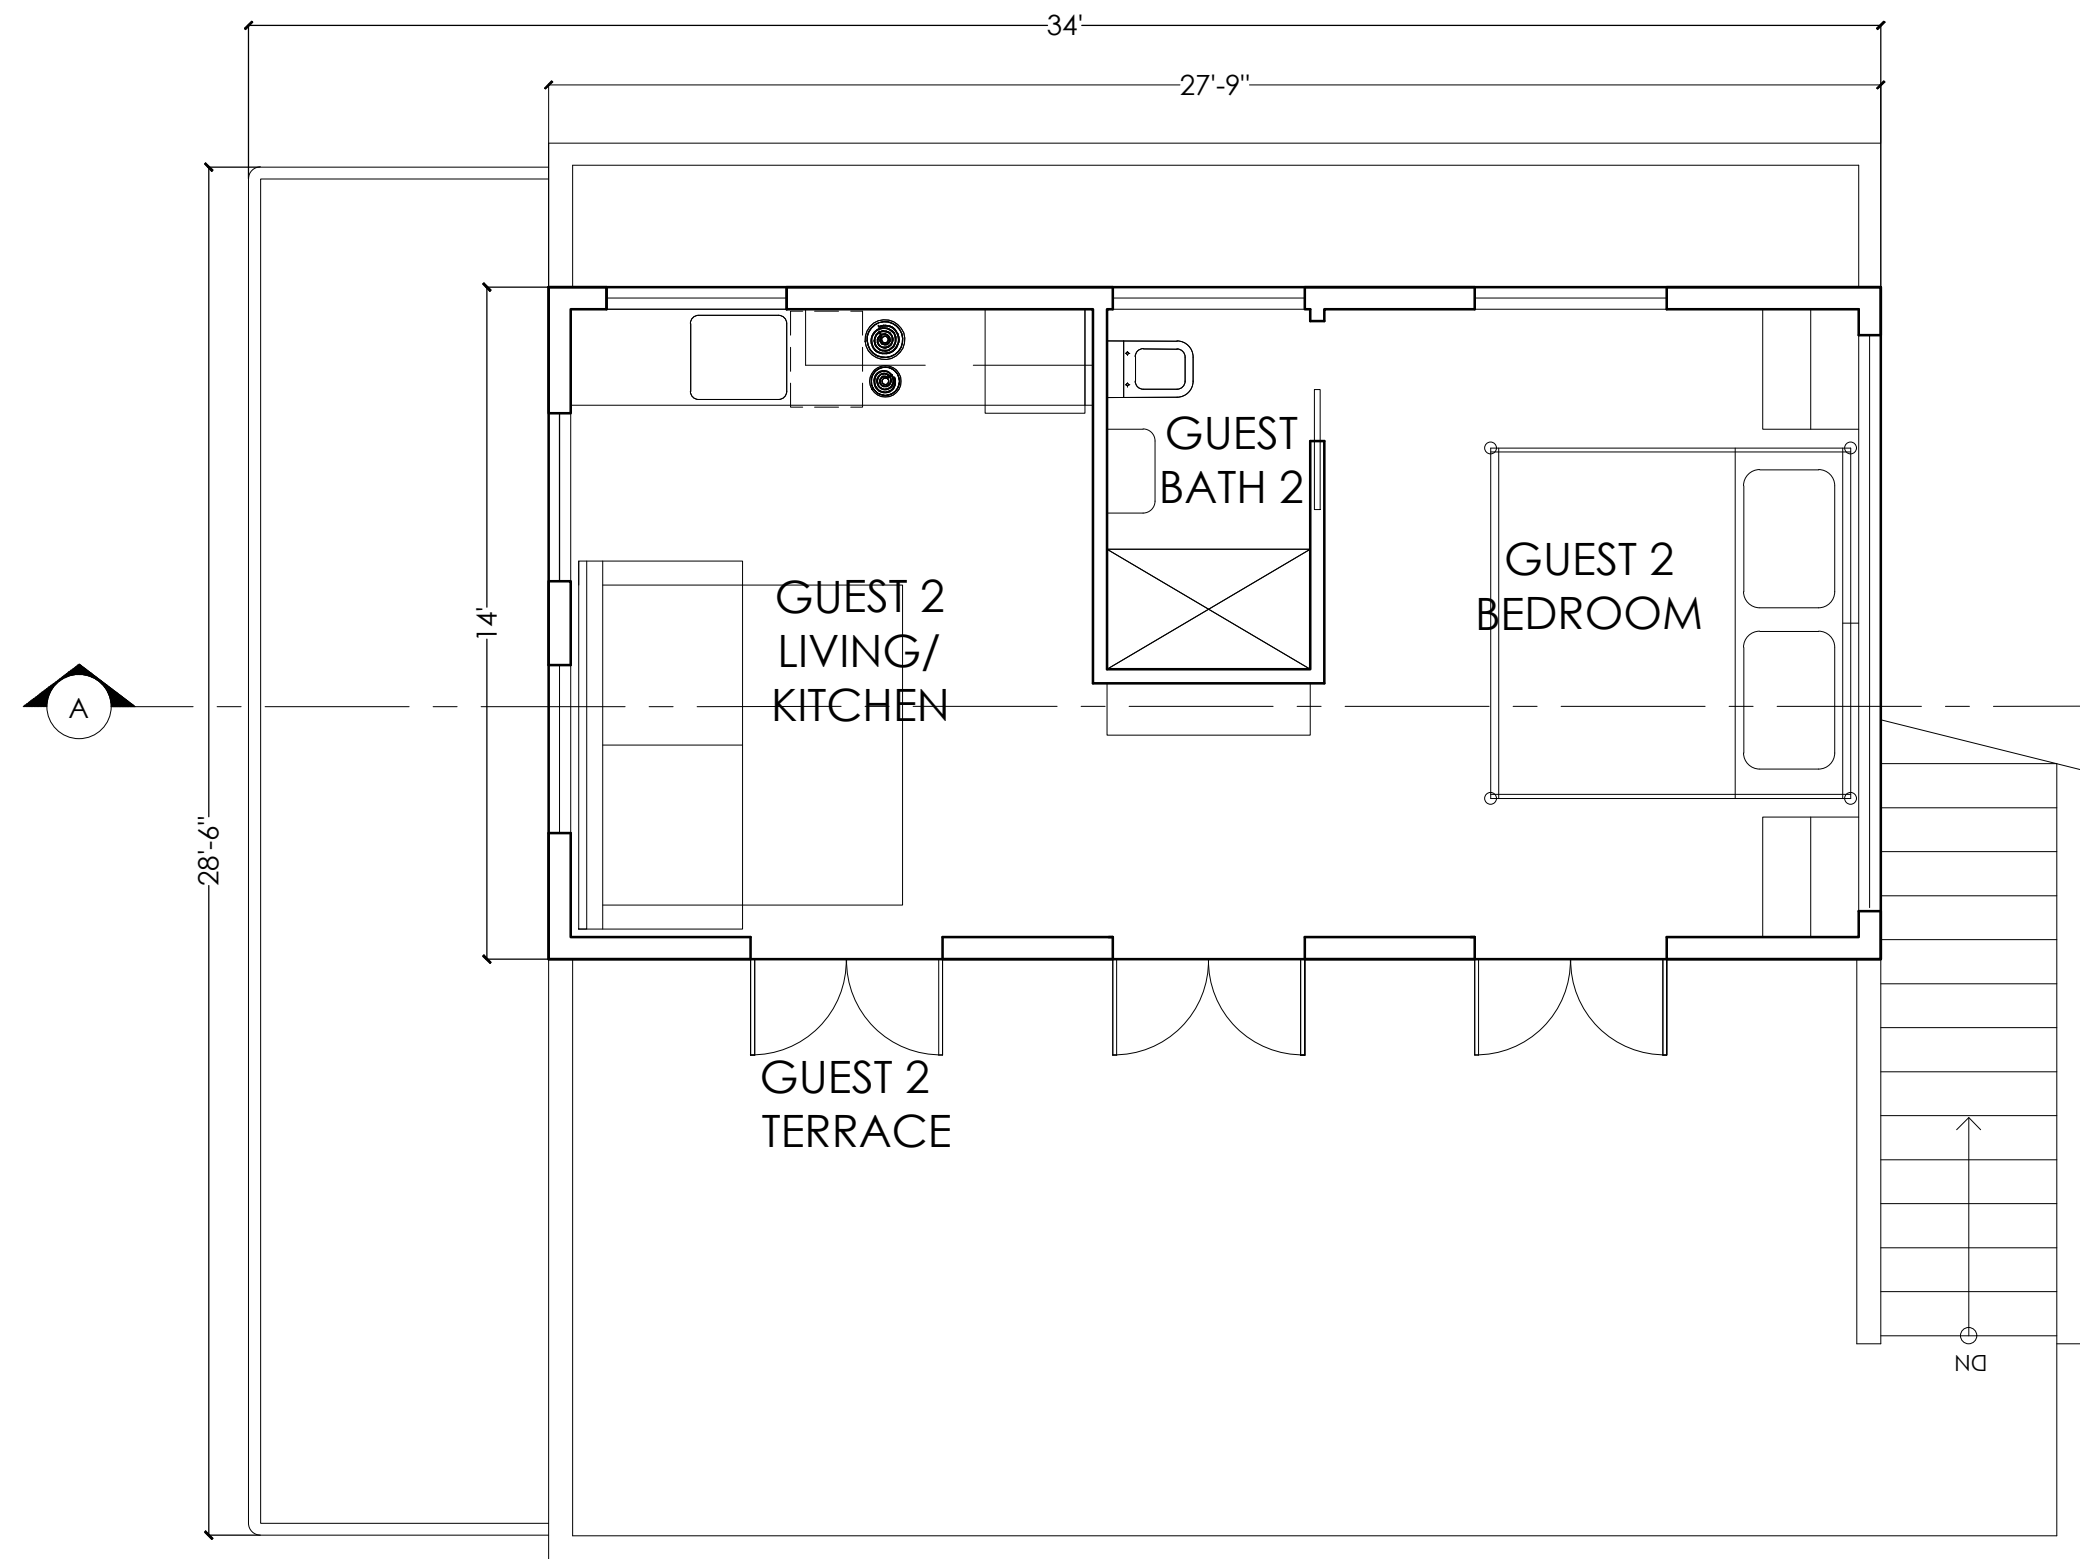 34'
27'-9"
GUEST
BATH 2
GUEST 2
BEDROOM
GUEST 2
LIVING/
KITCHEN
14'
A
28'-6"
GUEST 2
TERRACE
DN